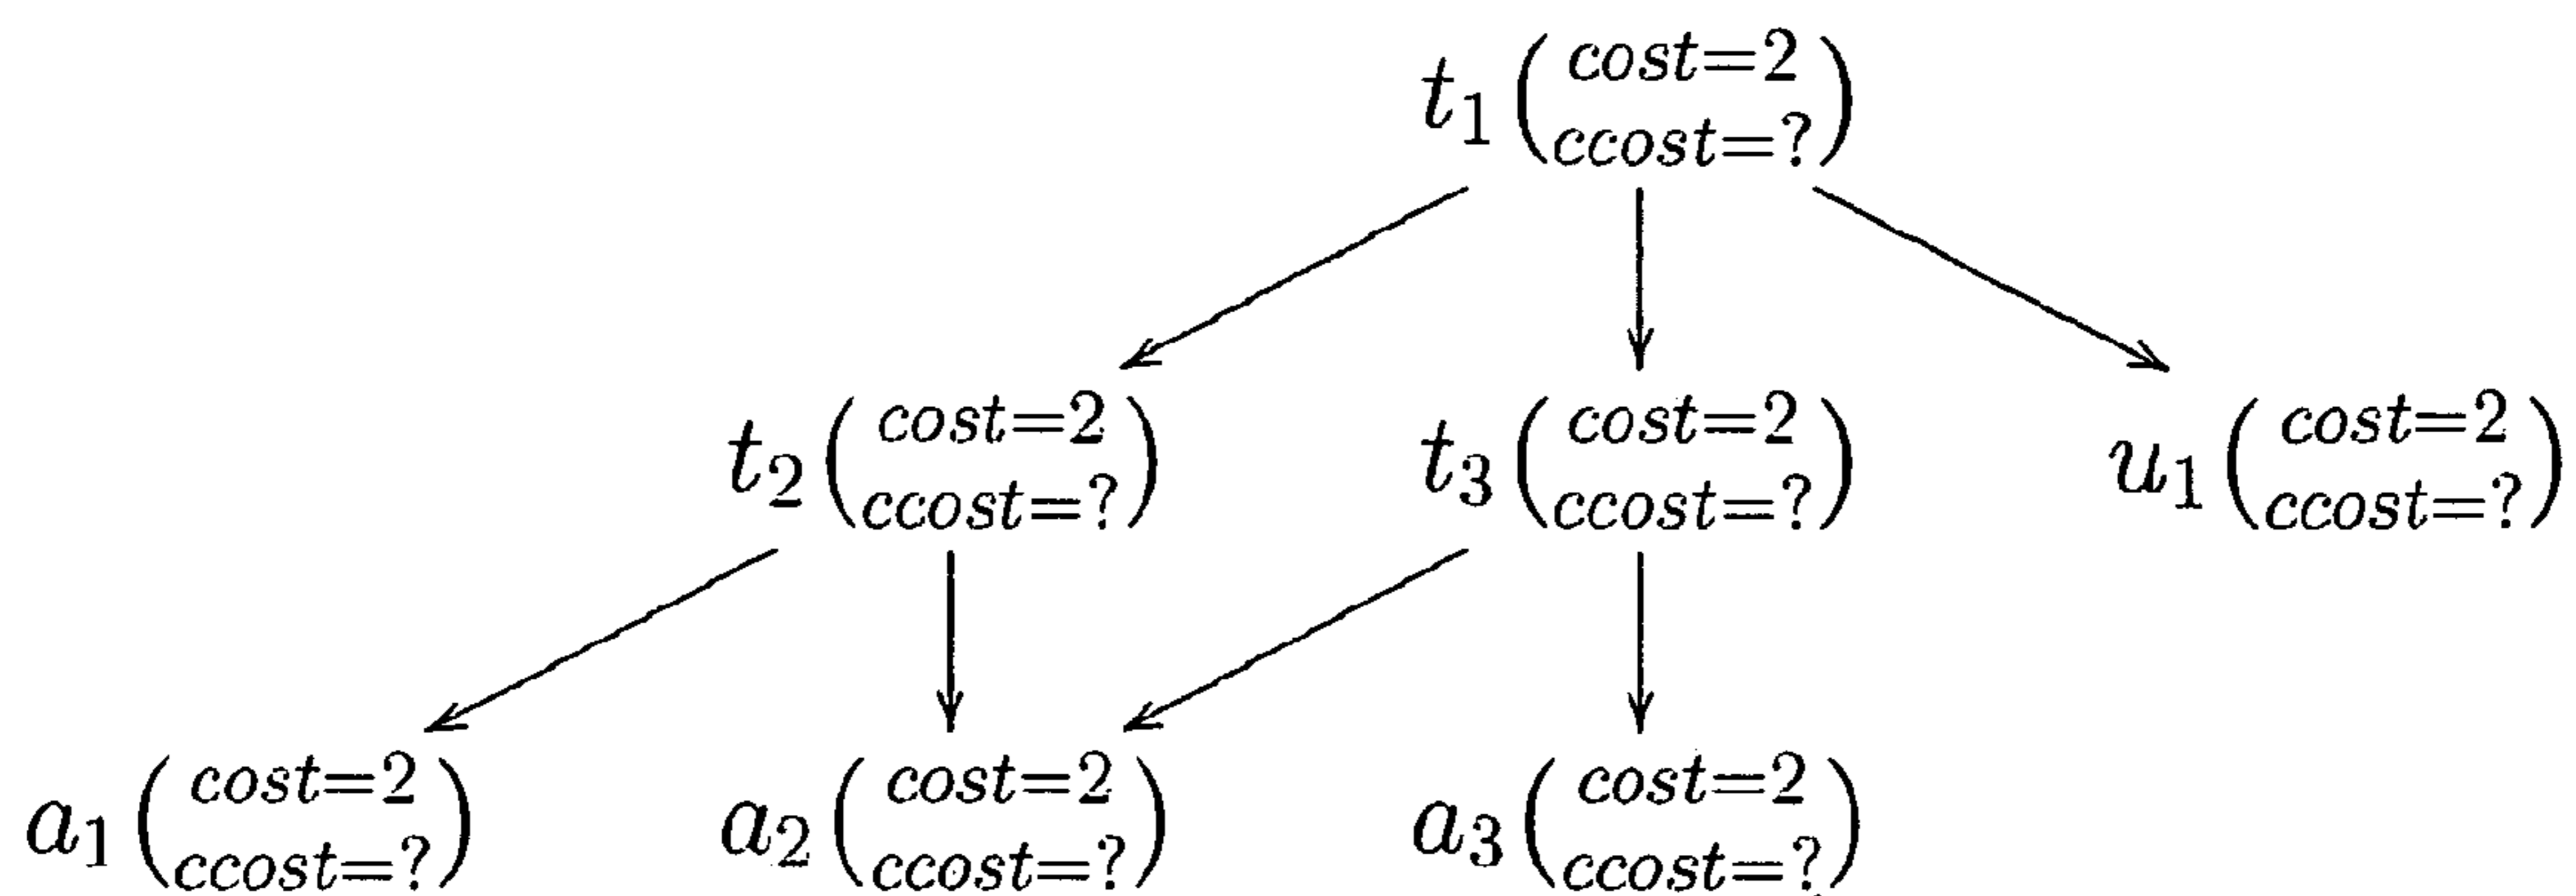 t₁ (cost=2
ccost=?)
t₂ (cost=2
ccost=?)
t₃ (cost=2
ccost=?)
u₁ (cost=2
ccost=?)
a₁ (cost=2
ccost=?)
a₂ (cost=2
ccost=?)
a₃ (cost=2
ccost=?)